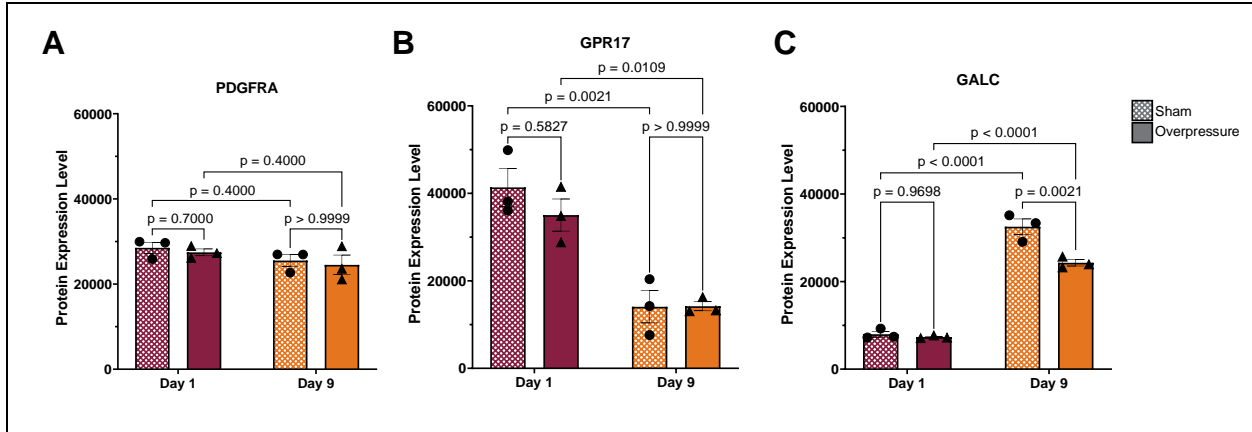 A
PDGFRA
Protein Expression Level
60000
40000
20000
0
p = 0.4000
p = 0.4000
p = 0.7000
p > 0.9999
Day 1
Day 9
B
GPR17
Protein Expression Level
60000
40000
20000
0
p = 0.0109
p = 0.0021
p = 0.5827
p > 0.9999
Day 1
Day 9
C
GALC
Protein Expression Level
60000
40000
20000
0
p < 0.0001
p < 0.0001
p = 0.9698
p = 0.0021
Day 1
Day 9
Sham
Overpressure